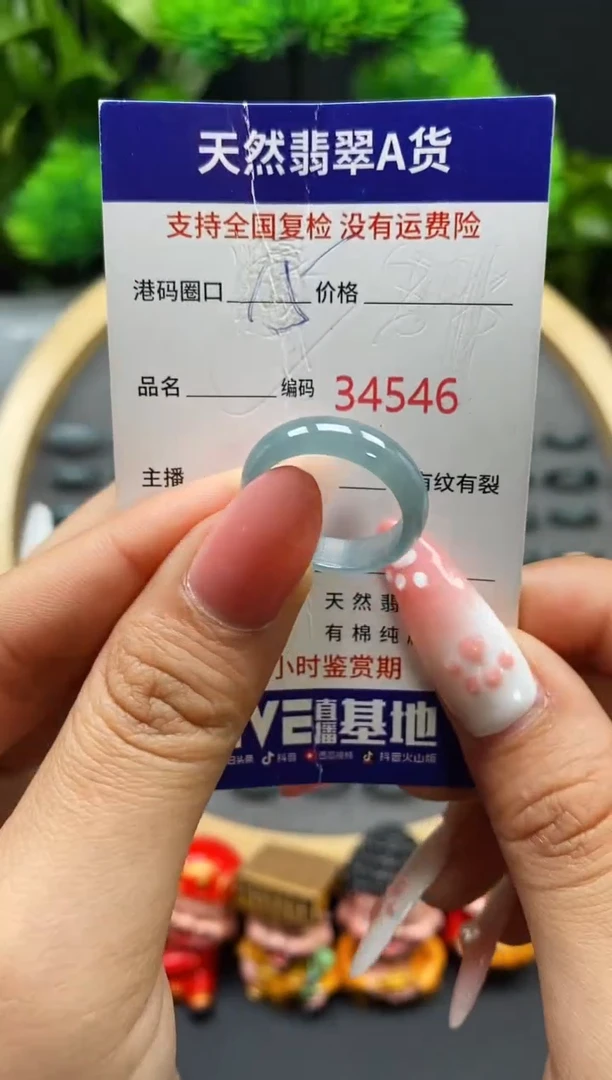 天然翡翠A货
支持全国复检 没有运费险
港码圈口 价格
品名 编码 34546
主播 有纹有裂
天然翡
有棉纯
小时鉴赏期
直播基地
抖音 抖音火山版